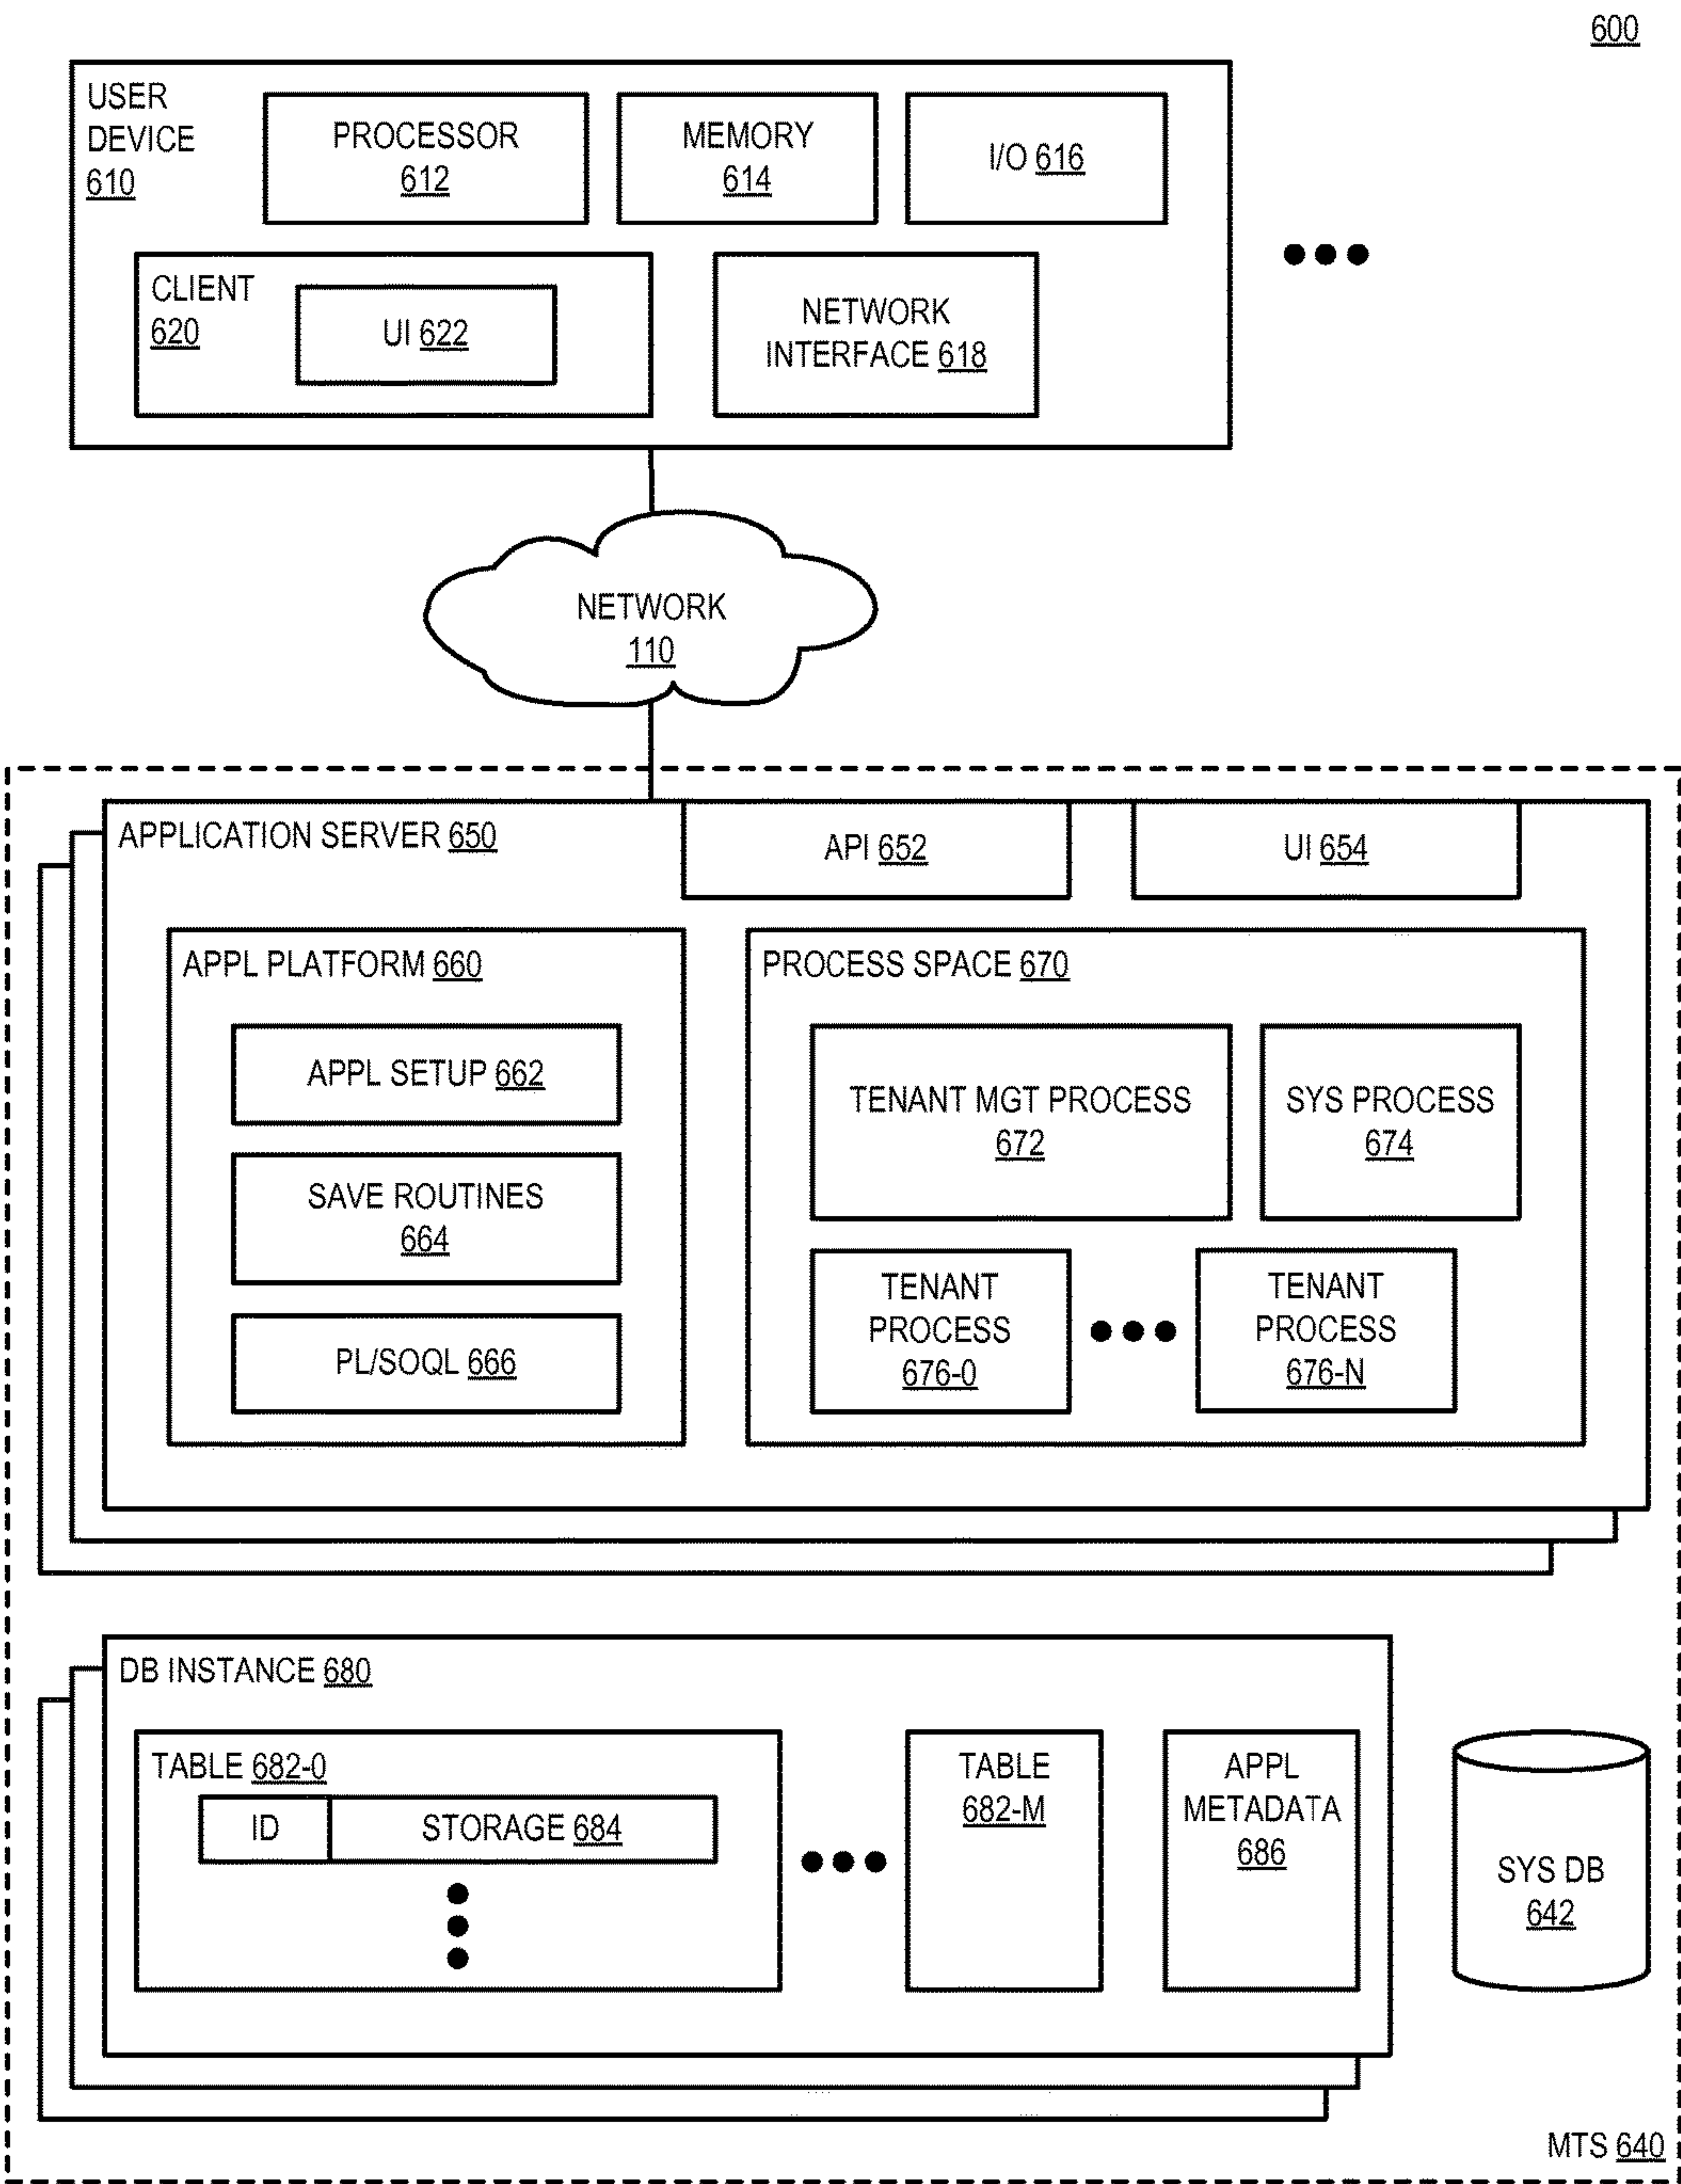 600
USER
DEVICE
610
PROCESSOR
612
MEMORY
614
I/O 616
CLIENT
620
UI 622
NETWORK
INTERFACE 618
NETWORK
110
APPLICATION SERVER 650
API 652
UI 654
APPL PLATFORM 660
APPL SETUP 662
SAVE ROUTINES
664
PL/SOQL 666
PROCESS SPACE 670
TENANT MGT PROCESS
672
SYS PROCESS
674
TENANT
PROCESS
676-0
TENANT
PROCESS
676-N
DB INSTANCE 680
TABLE 682-0
ID
STORAGE 684
TABLE
682-M
APPL
METADATA
686
SYS DB
642
MTS 640